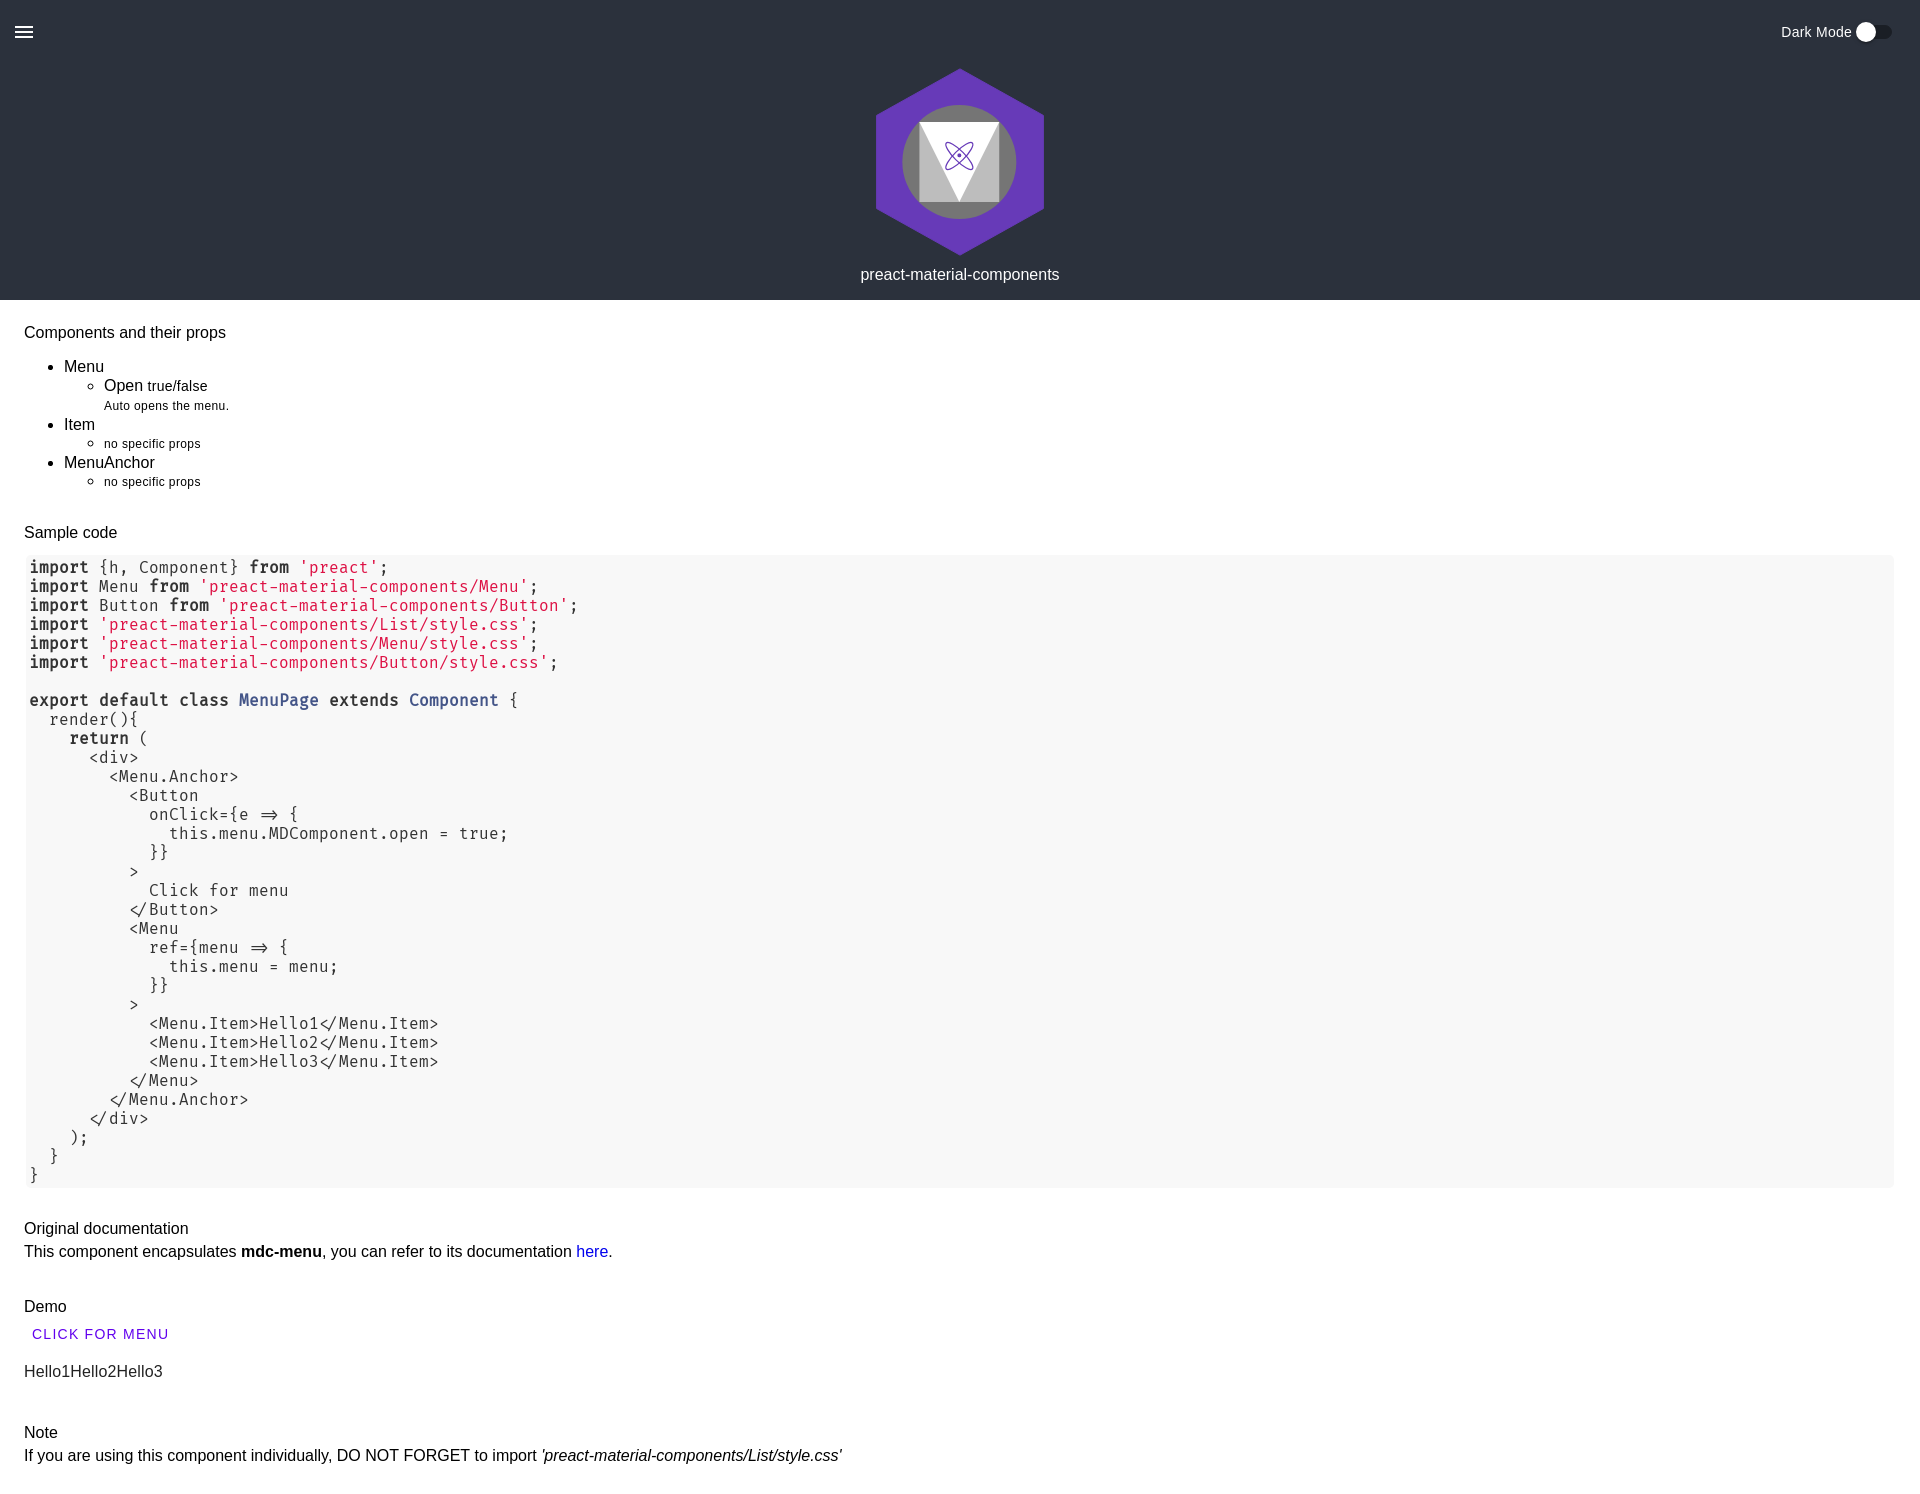 Dark Mode
preact-material-components
Components and their props
Menu
Open true/false
Auto opens the menu.
Item
no specific props
MenuAnchor
no specific props
Sample code
import {h, Component} from 'preact';
import Menu from 'preact-material-components/Menu';
import Button from 'preact-material-components/Button';
import 'preact-material-components/List/style.css';
import 'preact-material-components/Menu/style.css';
import 'preact-material-components/Button/style.css';

export default class MenuPage extends Component {
  render(){
    return (
      <div>
        <Menu.Anchor>
          <Button
            onClick={e => {
              this.menu.MDComponent.open = true;
            }}
          >
            Click for menu
          </Button>
          <Menu
            ref={menu => {
              this.menu = menu;
            }}
          >
            <Menu.Item>Hello1</Menu.Item>
            <Menu.Item>Hello2</Menu.Item>
            <Menu.Item>Hello3</Menu.Item>
          </Menu>
        </Menu.Anchor>
      </div>
    );
  }
}
Original documentation
This component encapsulates mdc-menu, you can refer to its documentation here.
Demo
CLICK FOR MENU
Hello1Hello2Hello3
Note
If you are using this component individually, DO NOT FORGET to import 'preact-material-components/List/style.css'